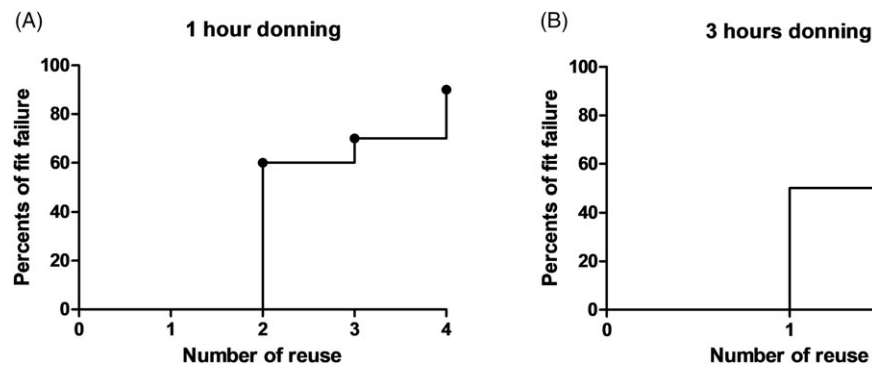 (A)
1 hour donning
Percents of fit failure
100
80
60
40
20
0
0 1 2 3 4
Number of reuse
(B)
3 hours donning
Percents of fit failure
100
80
60
40
20
0
0 1
Number of reuse